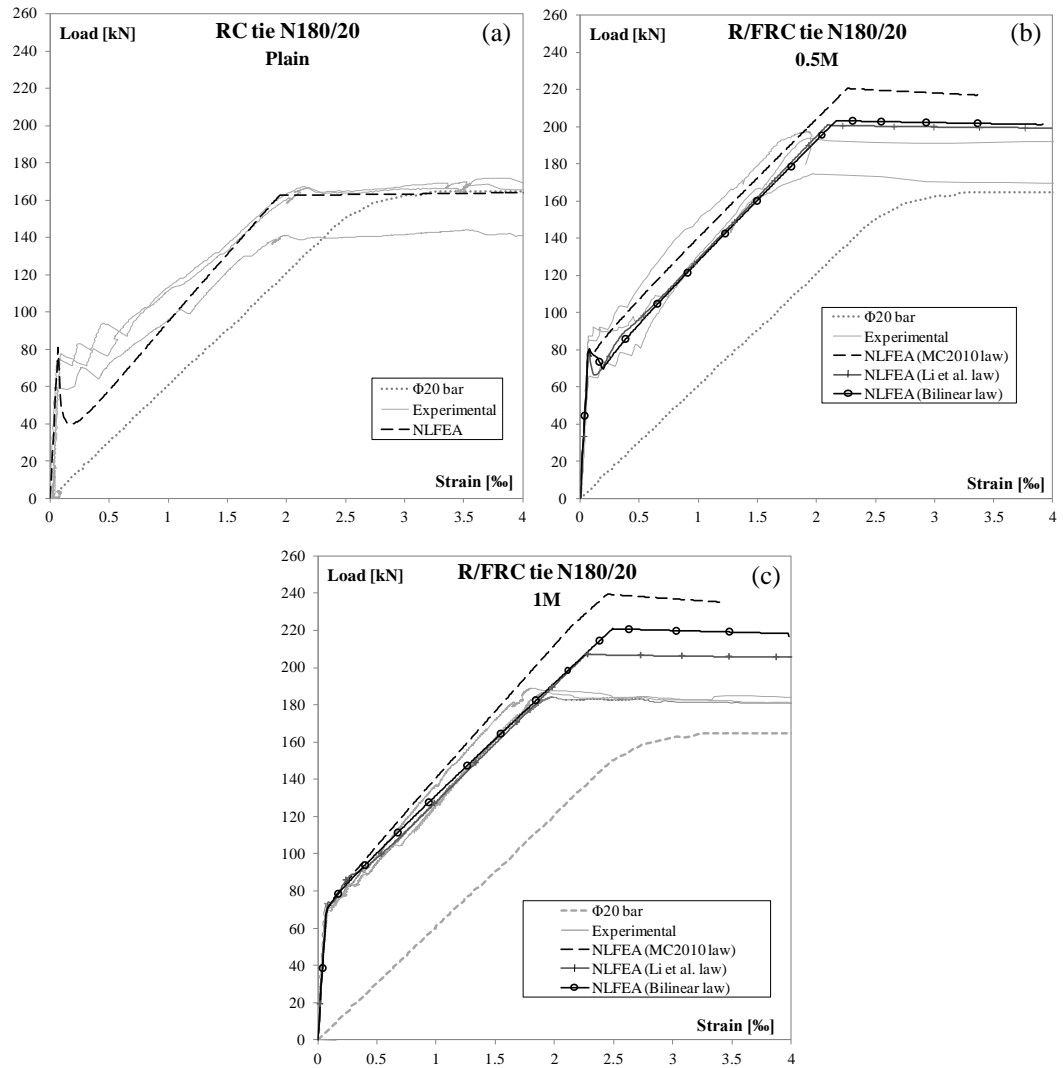 Load [kN]
RC tie N180/20
(a)
Plain
260
240
220
200
180
160
140
120
100
80
60
40
20
0
Φ20 bar
Experimental
NLFEA
Strain [‰]
0
0.5
1
1.5
2
2.5
3
3.5
4
Load [kN]
R/FRC tie N180/20
(b)
0.5M
260
240
220
200
180
160
140
120
100
80
60
40
20
0
Φ20 bar
Experimental
NLFEA (MC2010 law)
NLFEA (Li et al. law)
NLFEA (Bilinear law)
Strain [‰]
0
0.5
1
1.5
2
2.5
3
3.5
4
Load [kN]
R/FRC tie N180/20
(c)
1M
260
240
220
200
180
160
140
120
100
80
60
40
20
0
Φ20 bar
Experimental
NLFEA (MC2010 law)
NLFEA (Li et al. law)
NLFEA (Bilinear law)
Strain [‰]
0
0.5
1
1.5
2
2.5
3
3.5
4